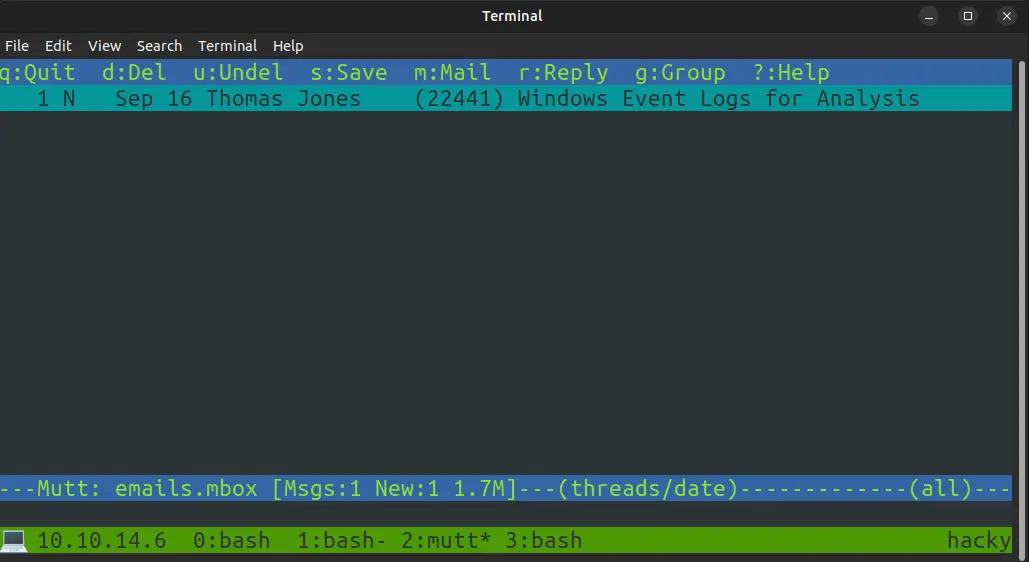 Terminal
File Edit View Search Terminal Help
q:Quit d:Del u:Undel s:Save m:Mail r:Reply g:Group ?:Help
1 N Sep 16 Thomas Jones (22441) Windows Event Logs for Analysis
---Mutt: emails.mbox [Msgs:1 New:1 1.7M]---(threads/date)-------------(all)---
10.10.14.6 0:bash 1:bash- 2:mutt* 3:bash hacky